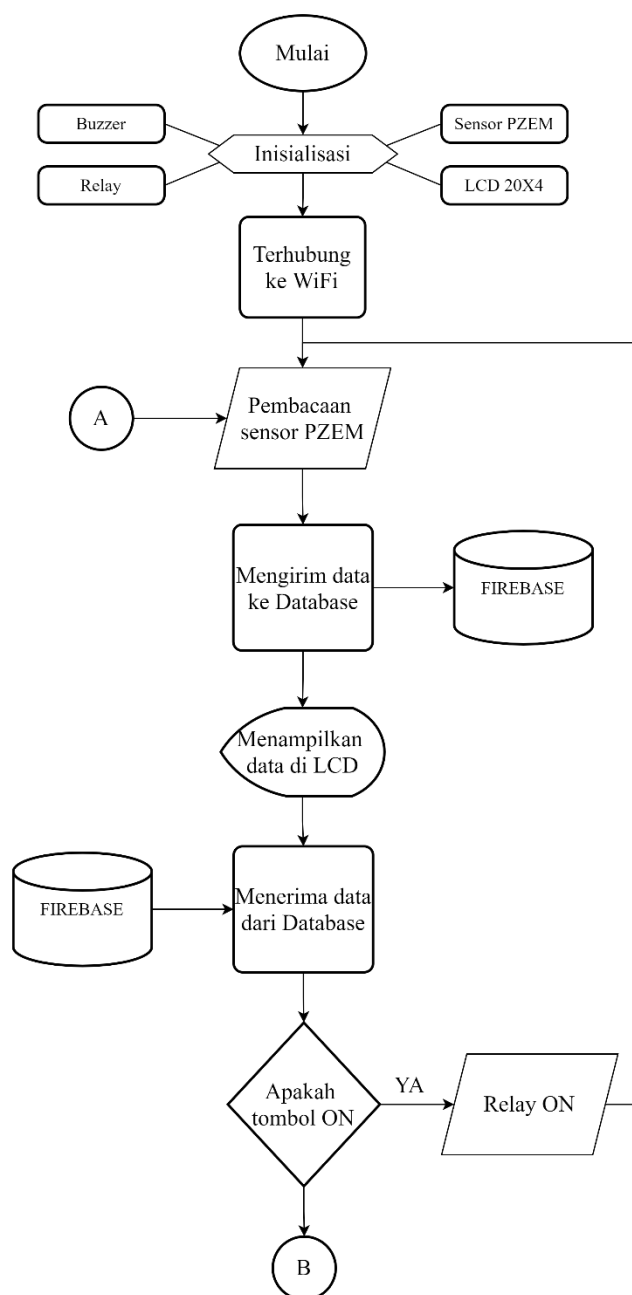 Mulai
Buzzer
Sensor PZEM
Inisialisasi
Relay
LCD 20X4
Terhubung
ke WiFi
A
Pembacaan
sensor PZEM
Mengirim data
ke Database
FIREBASE
Menampilkan
data di LCD
FIREBASE
Menerima data
dari Database
Apakah
tombol ON
YA
Relay ON
B